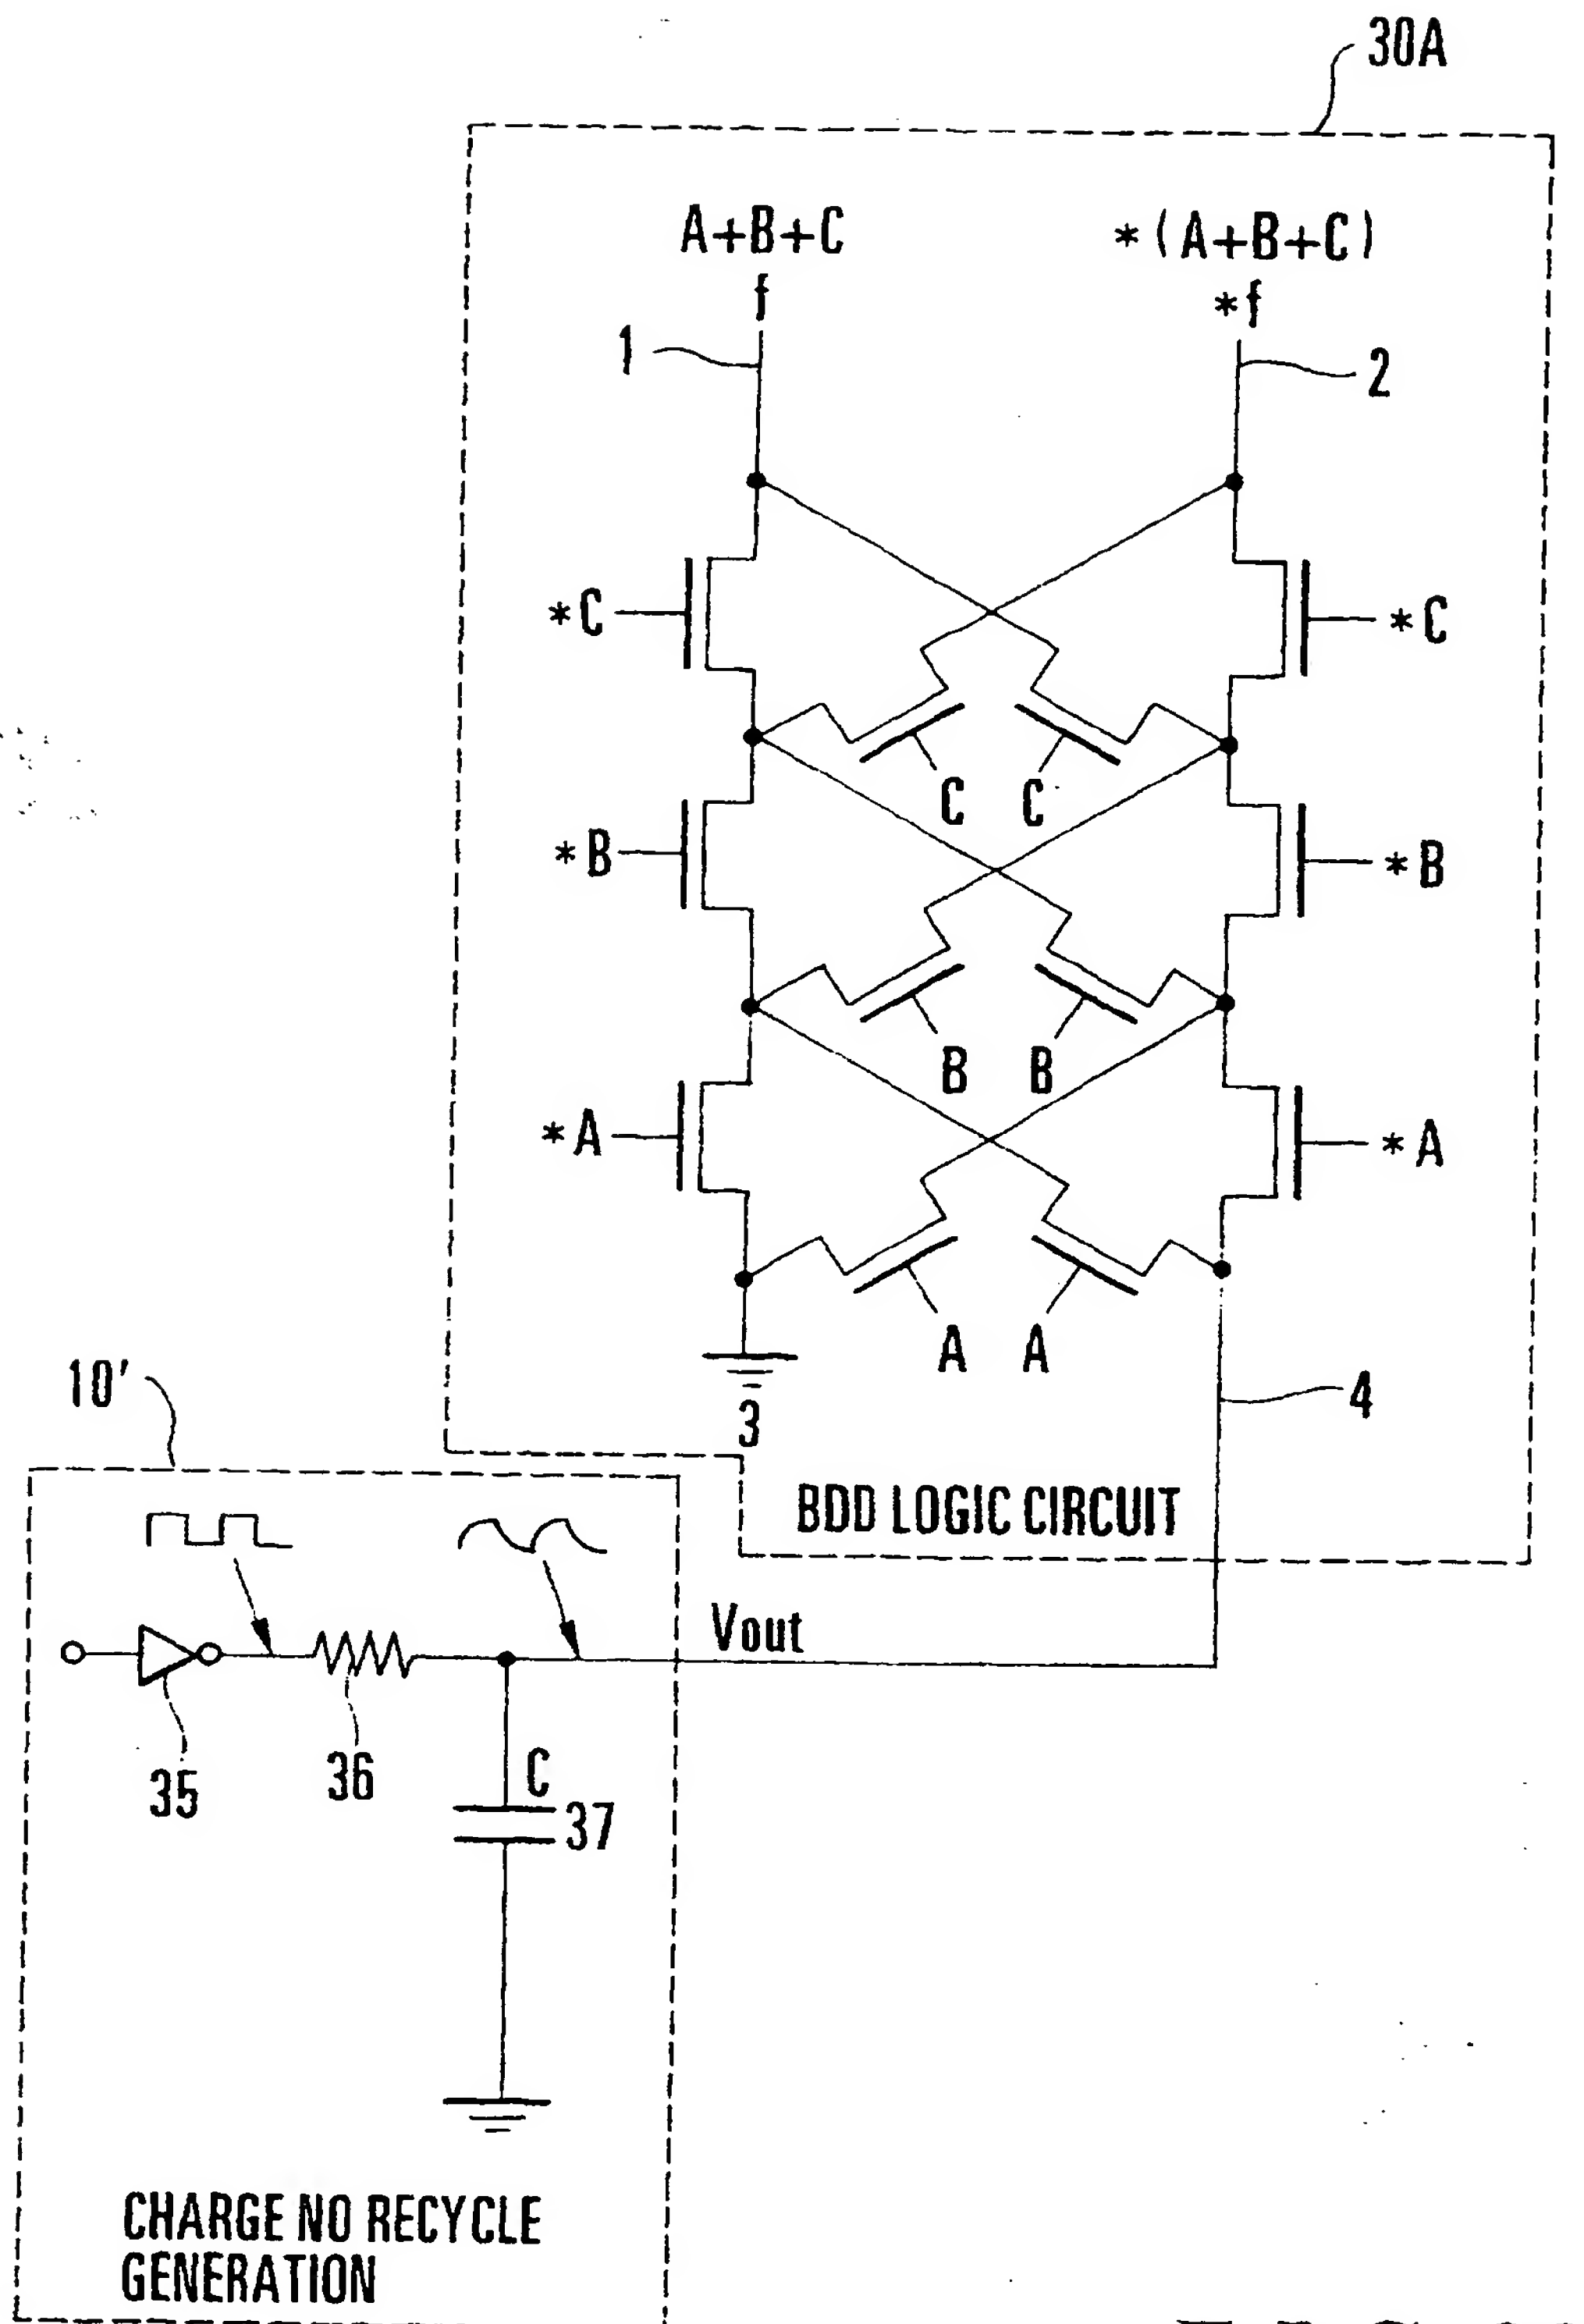 30A
A+B+C
*(A+B+C)
f
*f
1
2
*C
*C
C
C
*B
*B
B
B
*A
*A
A
A
10'
3
4
BDD LOGIC CIRCUIT
Vout
35
36
C
37
CHARGE NO RECYCLE
GENERATION